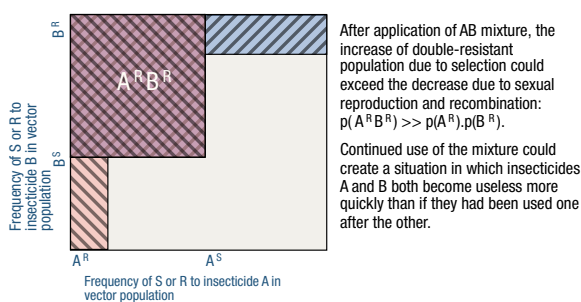 B R
A R B R
B S
Frequency of S or R to
insecticide B in vector
population
A R
A S
Frequency of S or R to insecticide A in
vector population
After application of AB mixture, the
increase of double-resistant
population due to selection could
exceed the decrease due to sexual
reproduction and recombination:
p( A R B R ) >> p(A R ).p(B R ).
Continued use of the mixture could
create a situation in which insecticides
A and B both become useless more
quickly than if they had been used one
after the other.